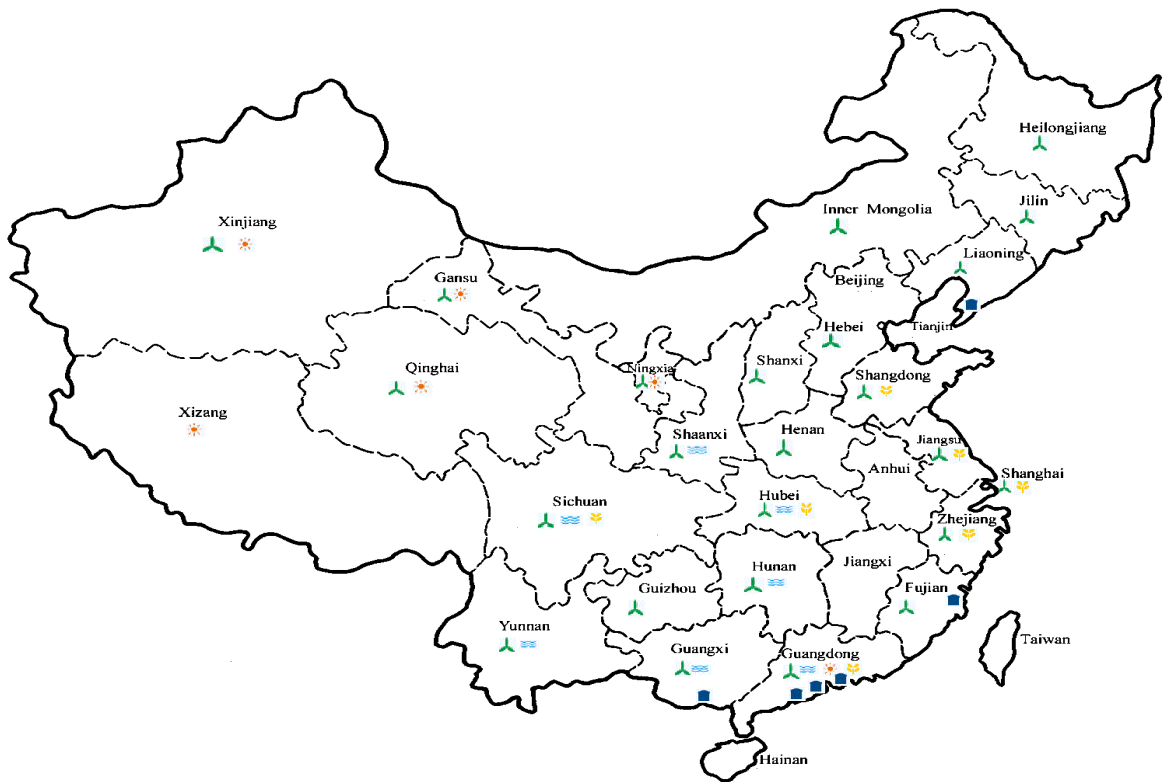 Heilongjiang
Jilin
Inner Mongolia
Xinjiang
Liaoning
Gansu
Beijing
Tianjin
Hebei
Shanxi
Qinghai
Ningxia
Shangdong
Xizang
Shaanxi
Henan
Jiangsu
Anhui
Shanghai
Sichuan
Hubei
Zhejiang
Hunan
Jiangxi
Guizhou
Fujian
Yunnan
Taiwan
Guangxi
Guangdong
Hainan